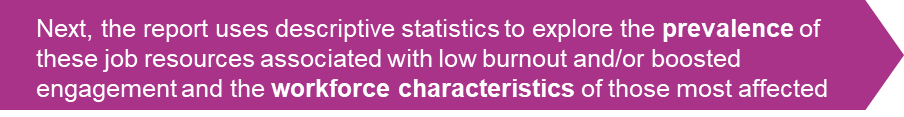 Next, the report uses descriptive statistics to explore the prevalence of
these job resources associated with low burnout and/or boosted
engagement and the workforce characteristics of those most affected